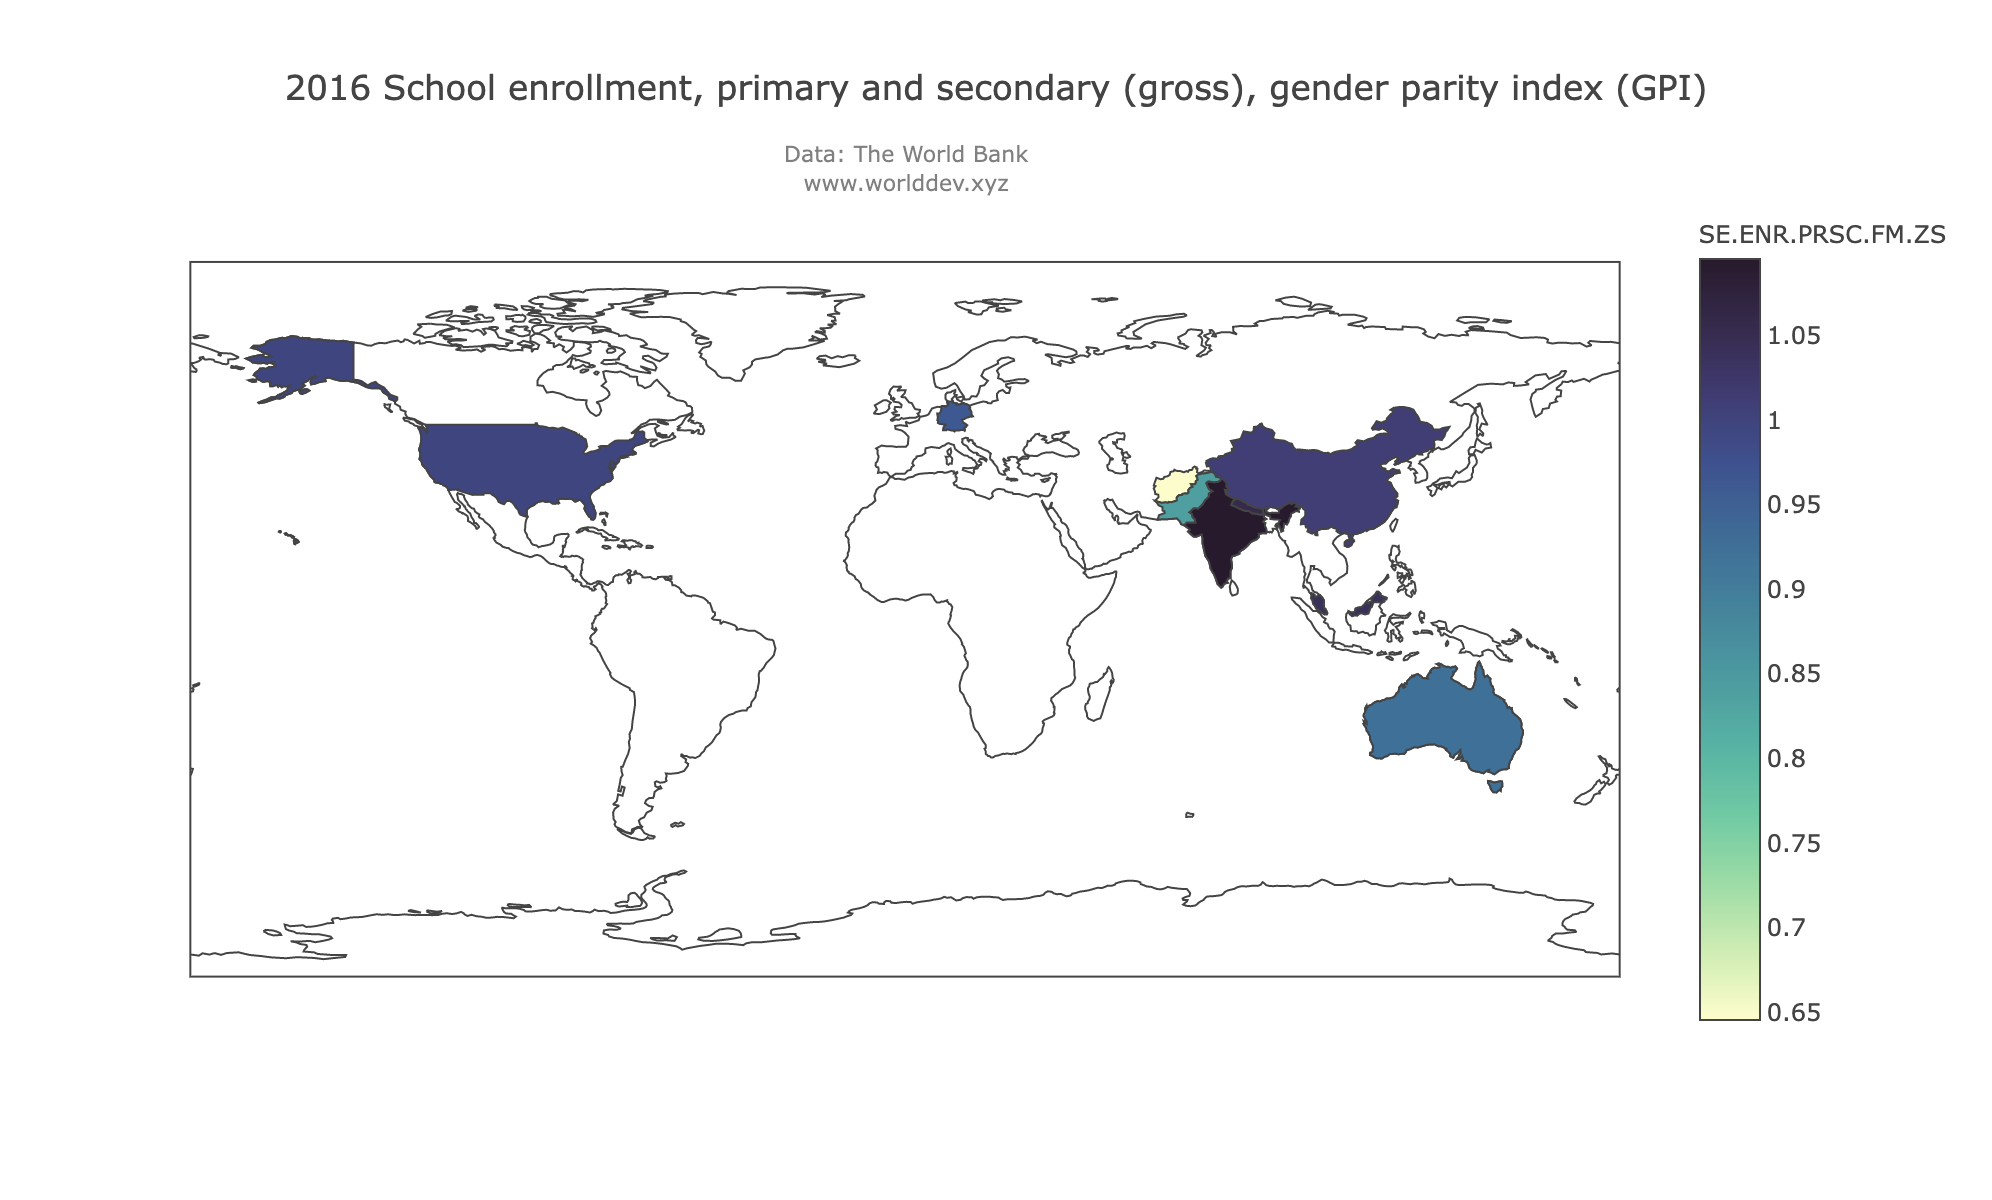 2016 School enrollment, primary and secondary (gross), gender parity index (GPI)
Data: The World Bank
www.worlddev.xyz
SE.ENR.PRSC.FM.ZS
1.05
1
0.95
0.9
0.85
0.8
0.75
0.7
0.65